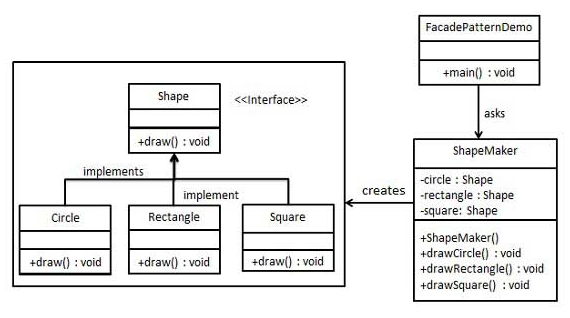 FacadePatternDemo
+main() : void
asks
Shape
<<Interface>>
+draw() : void
implements
implement
Circle
+draw() : void
Rectangle
+draw() : void
Square
+draw() : void
creates
ShapeMaker
-circle : Shape
-rectangle : Shape
-square: Shape
+ShapeMaker()
+drawCircle() : void
+drawRectangle() : void
+drawSquare() : void